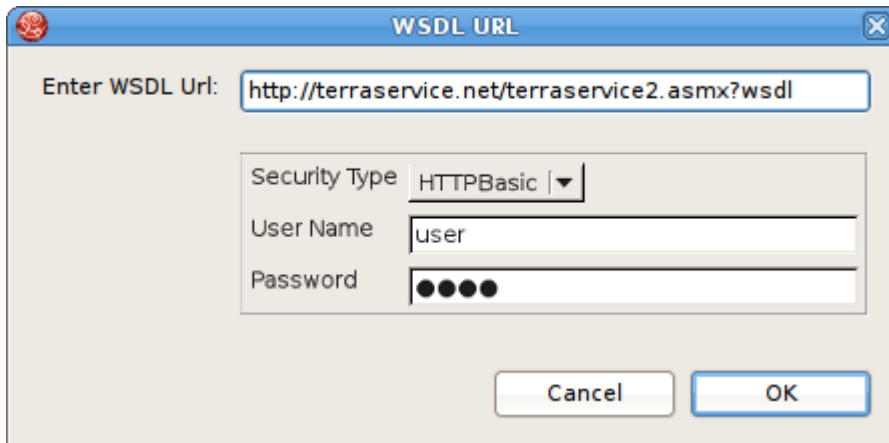 WSDL URL
Enter WSDL Url: http://terraservice.net/terraservice2.asmx?wsdl
Security Type HTTPBasic
User Name user
Password ●●●●
Cancel OK